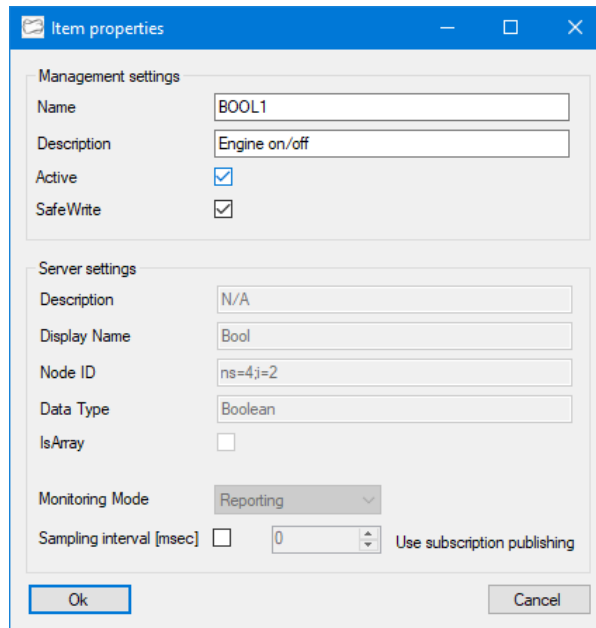 Item properties
Management settings
Name BOOL1
Description Engine on/off
Active
SafeWrite
Server settings
Description N/A
Display Name Bool
Node ID ns=4;i=2
Data Type Boolean
IsArray
Monitoring Mode Reporting
Sampling interval [msec] 0 Use subscription publishing
Ok Cancel